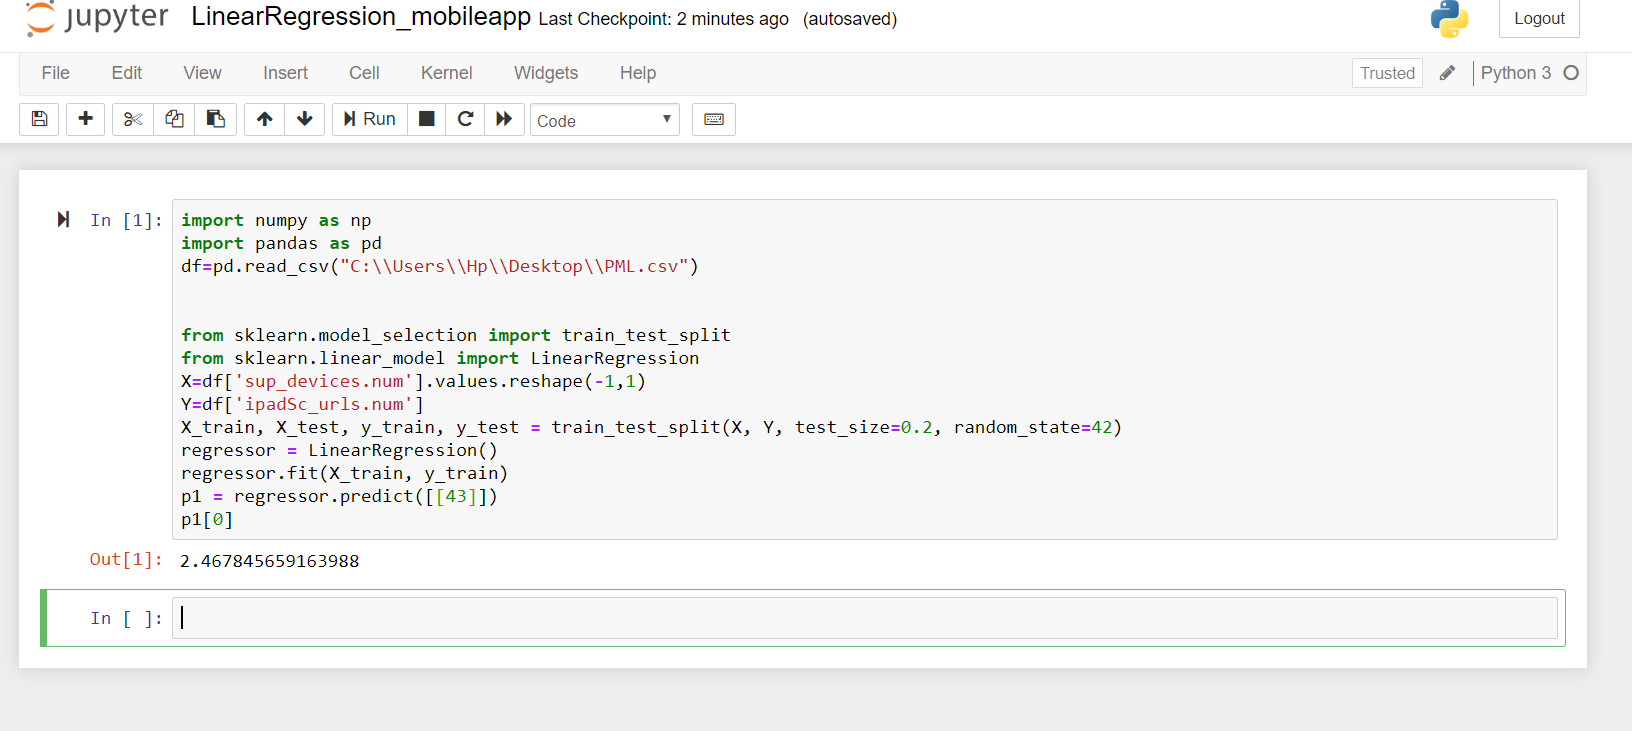 jupyter LinearRegression_mobileapp Last Checkpoint: 2 minutes ago (autosaved) Logout
File Edit View Insert Cell Kernel Widgets Help Trusted Python 3
Run Code
In [1]: import numpy as np
import pandas as pd
df=pd.read_csv("C:\\Users\\Hp\\Desktop\\PML.csv")
from sklearn.model_selection import train_test_split
from sklearn.linear_model import LinearRegression
X=df['sup_devices.num'].values.reshape(-1,1)
Y=df['ipadSc_urls.num']
X_train, X_test, y_train, y_test = train_test_split(X, Y, test_size=0.2, random_state=42)
regressor = LinearRegression()
regressor.fit(X_train, y_train)
p1 = regressor.predict([[43]])
p1[0]
Out[1]: 2.467845659163988
In [ ]: